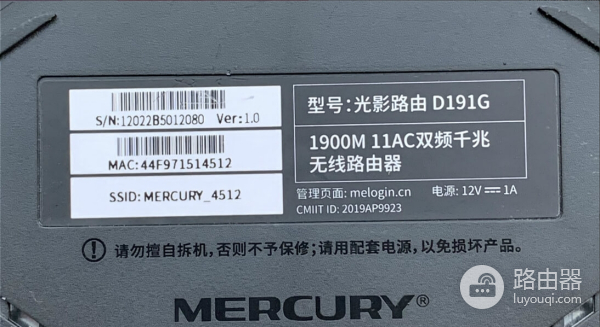 S/N:12022B5012080 Ver:1.0
MAC:44F971514512
SSID: MERCURY_4512
型号:光影路由 D191G
1900M 11AC双频千兆
无线路由器
管理页面: melogin.cn 电源: 12V⎓1A
CMIIT ID: 2019AP9923
请勿擅自拆机,否则不予保修;请用配套电源,以免损坏产品。
MERCURY®
路由器
luyouqi.com